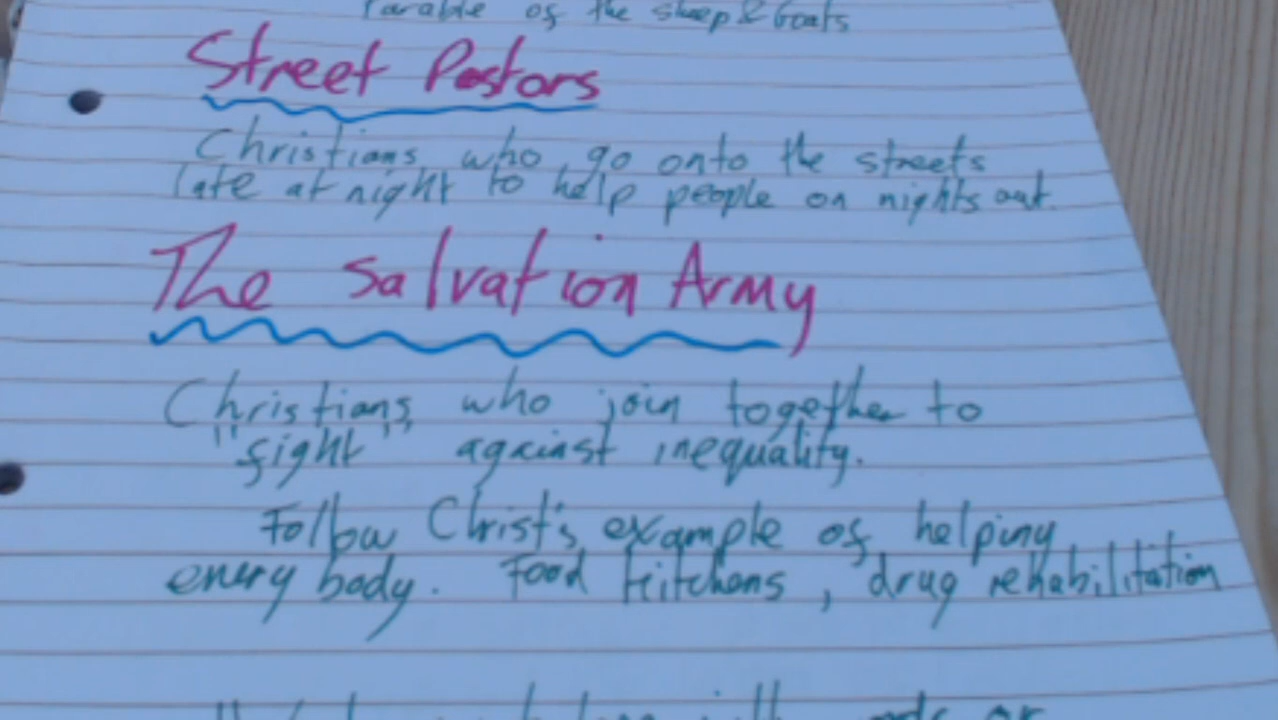 Parable of the sheep & Goats
Street Pastors
Christians who go onto the streets
late at night to help people on nights out.
The Salvation Army
Christians who join together to
"fight" against inequality.
Follow Christ's example of helping
every body. Food kitchens, drug rehabilitation